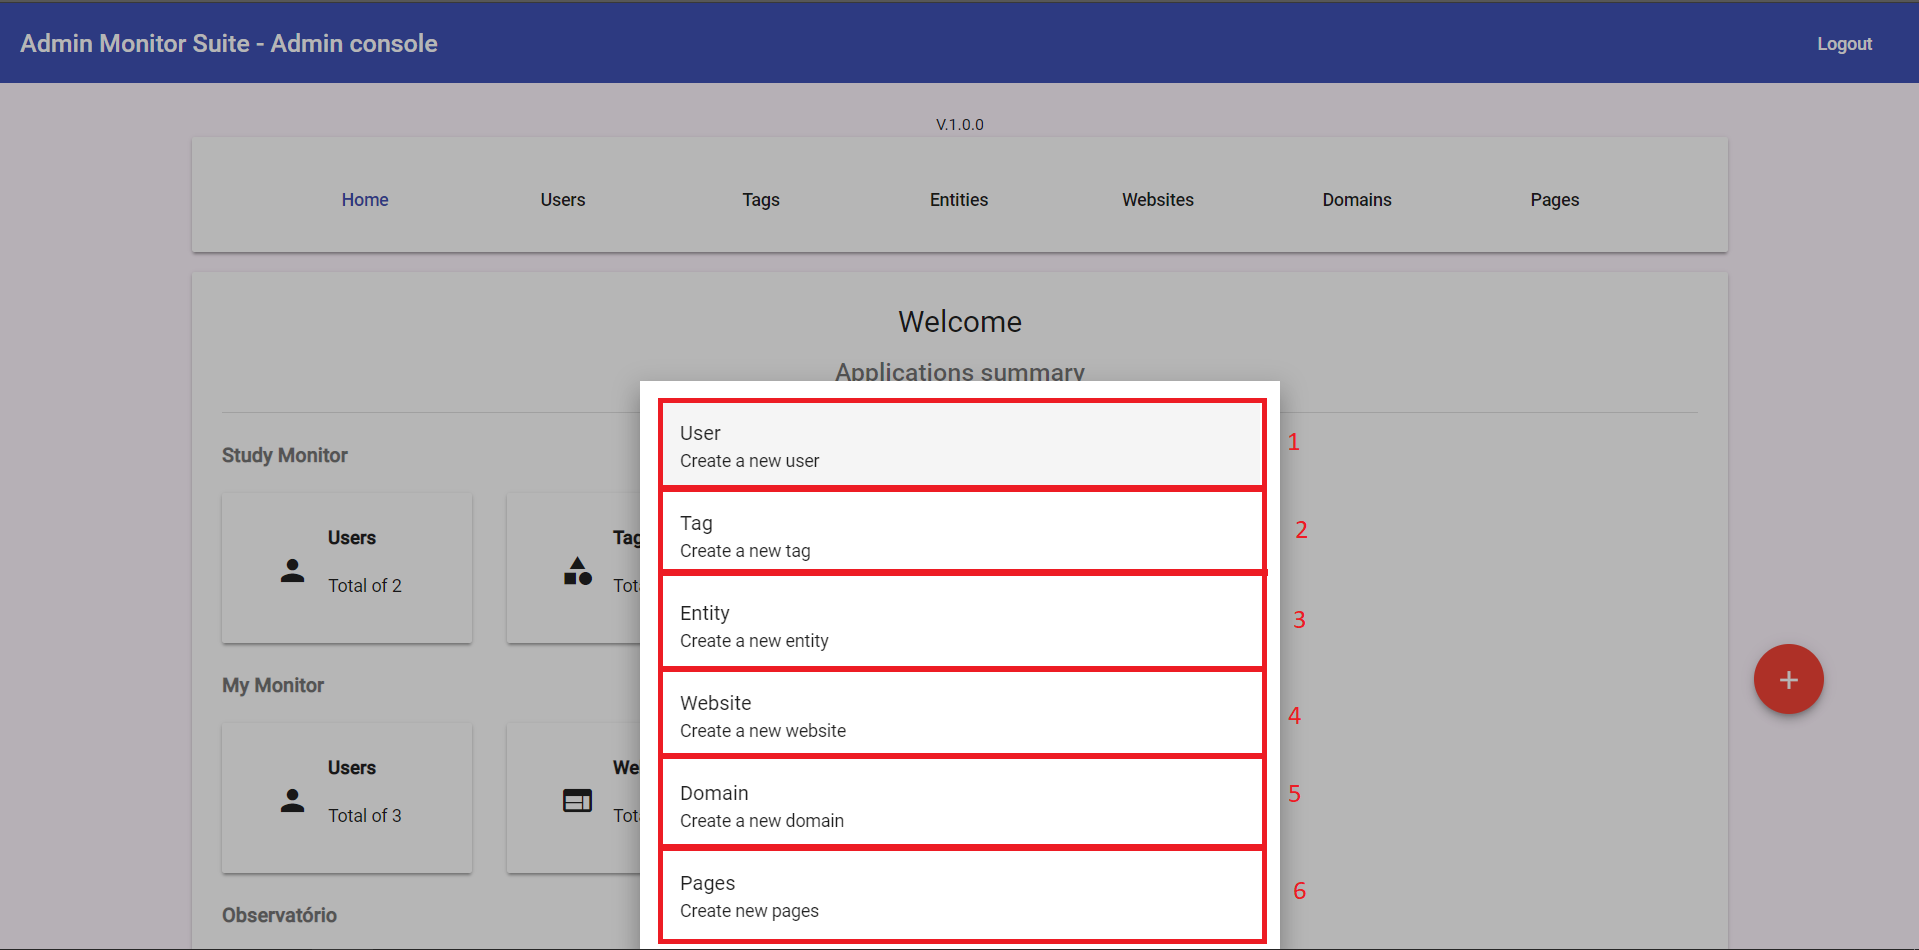 Admin Monitor Suite - Admin console
Logout
V.1.0.0
Home
Users
Tags
Entities
Websites
Domains
Pages
Welcome
Applications summary
Study Monitor
Users
Total of 2
Tag
Tot
My Monitor
Users
Total of 3
We
Tot
Observatório
User
Create a new user
1
Tag
Create a new tag
2
Entity
Create a new entity
3
Website
Create a new website
4
Domain
Create a new domain
5
Pages
Create new pages
6
+